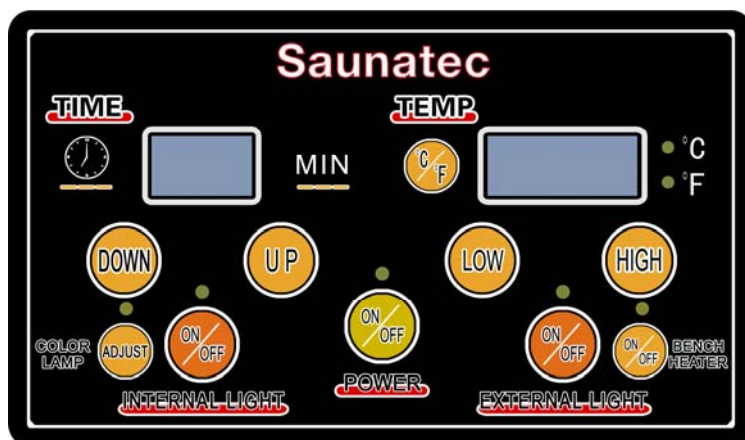 Saunatec
TIME
TEMP
MIN
°C/°F
°C
°F
DOWN
UP
LOW
HIGH
COLOR
LAMP
ADJUST
ON/OFF
INTERNAL LIGHT
ON/OFF
POWER
ON/OFF
EXTERNAL LIGHT
ON/OFF
BENCH
HEATER